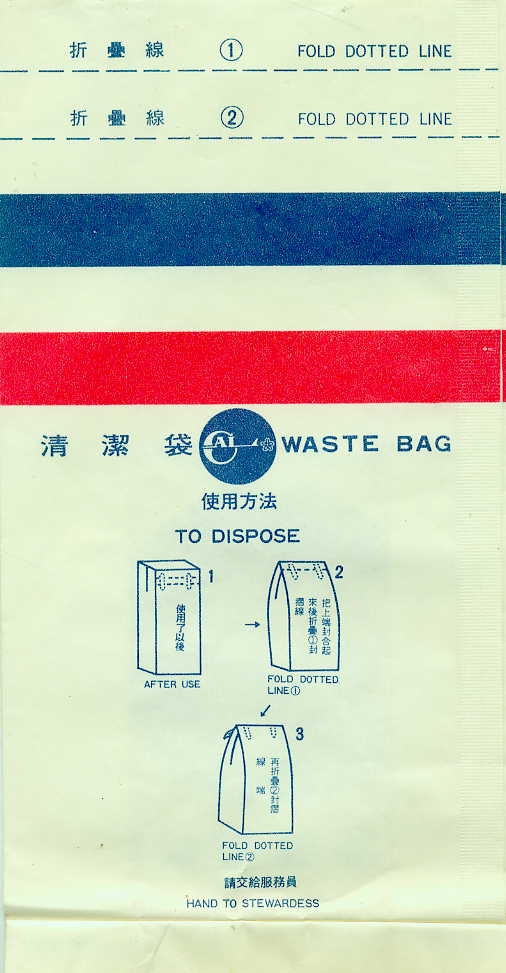 折疊線 ① FOLD DOTTED LINE
折疊線 ② FOLD DOTTED LINE
清潔袋 CAL WASTE BAG
使用方法
TO DISPOSE
1
使用了以後
AFTER USE
→
2
把上端封合起
來後折疊①封
摺線
FOLD DOTTED
LINE①
3
再折疊②封摺
線端
FOLD DOTTED
LINE②
請交給服務員
HAND TO STEWARDESS